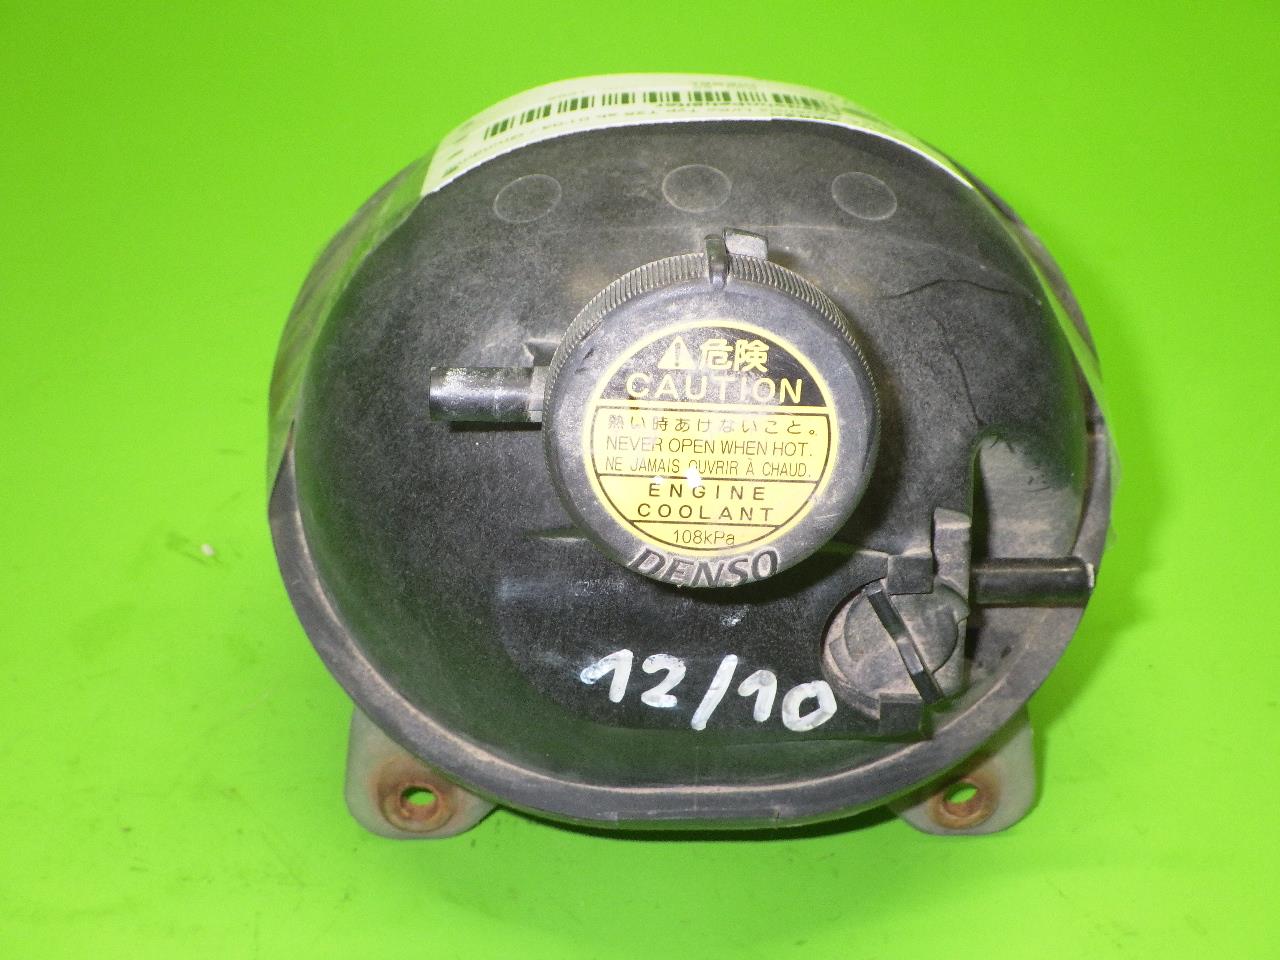 危険
CAUTION
熱い時あけないこと。
NEVER OPEN WHEN HOT.
NE JAMAIS OUVRIR À CHAUD.
ENGINE
COOLANT
108kPa
DENSO
12/10